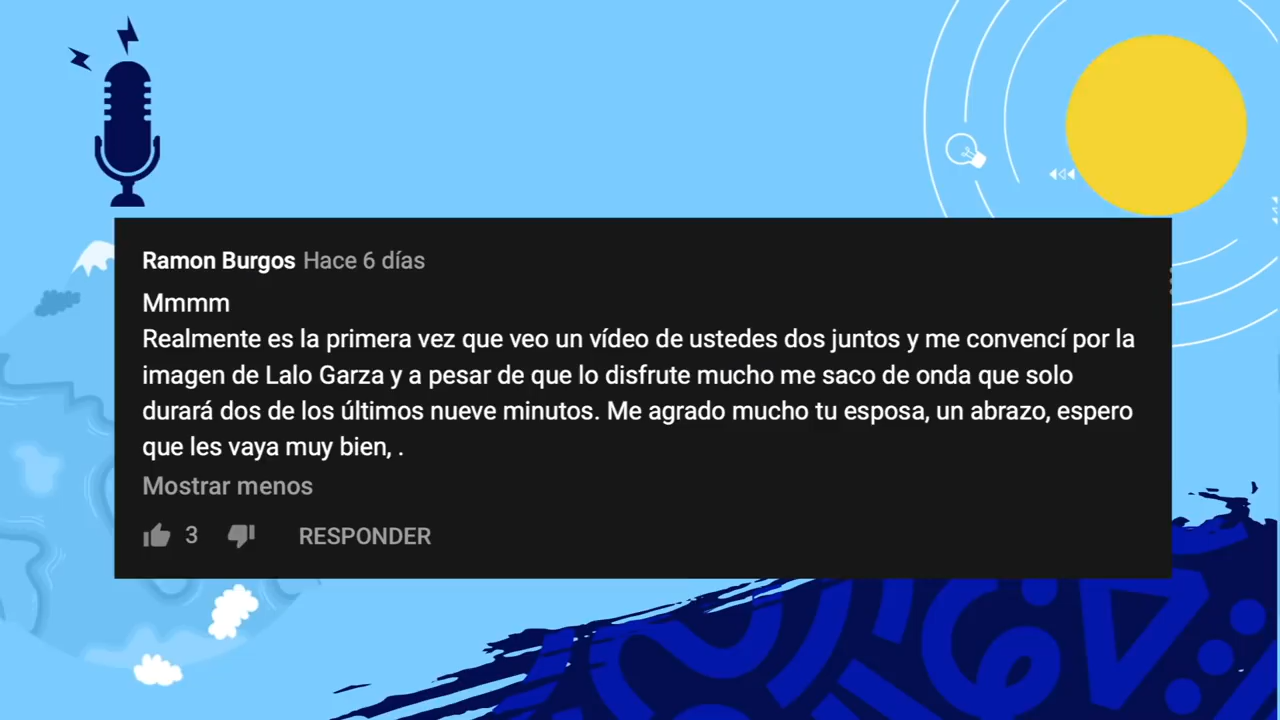 Ramon Burgos Hace 6 días
Mmmm
Realmente es la primera vez que veo un vídeo de ustedes dos juntos y me convencí por la
imagen de Lalo Garza y a pesar de que lo disfrute mucho me saco de onda que solo
durará dos de los últimos nueve minutos. Me agrado mucho tu esposa, un abrazo, espero
que les vaya muy bien, .
Mostrar menos
3 RESPONDER